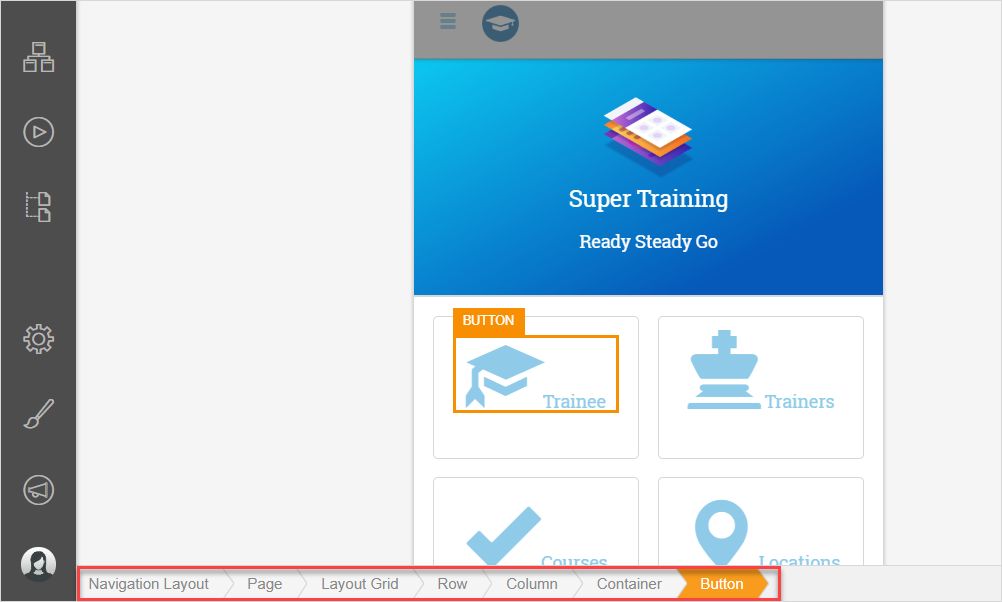 Super Training
Ready Steady Go
BUTTON
Trainee
Trainers
Courses
Locations
Navigation Layout Page Layout Grid Row Column Container Button